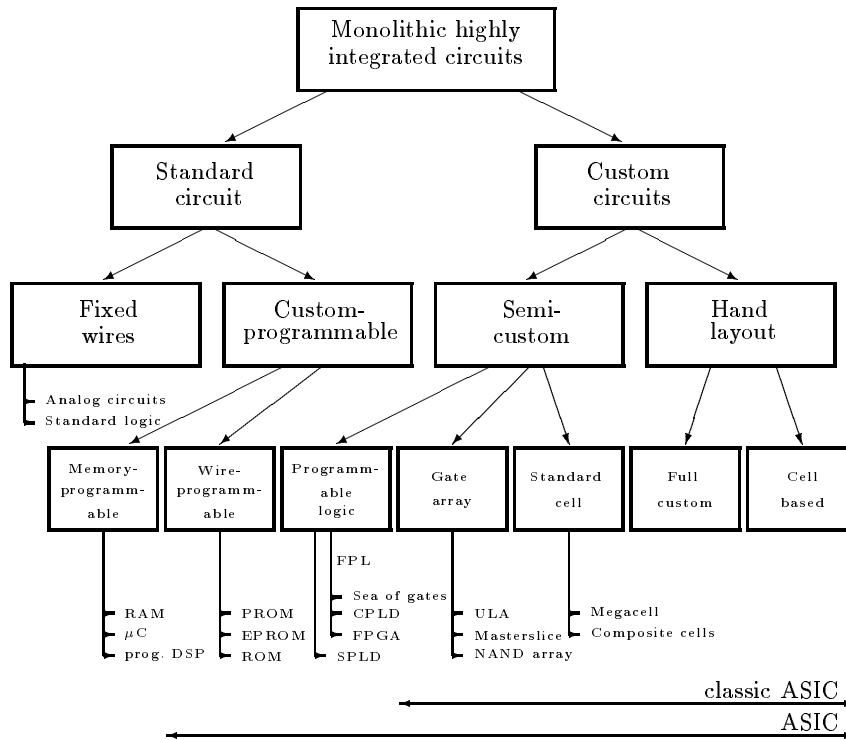 Monolithic highly
integrated circuits
Standard
circuit
Custom
circuits
Fixed
wires
Custom-
programmable
Semi-
custom
Hand
layout
Analog circuits
Standard logic
Memory-
programm-
able
Wire-
programm-
able
Programm-
able
logic
Gate
array
Standard
cell
Full
custom
Cell
based
RAM
μC
prog. DSP
PROM
EPROM
ROM
FPL
Sea of gates
CPLD
FPGA
SPLD
ULA
Masterslice
NAND array
Megacell
Composite cells
classic ASIC
ASIC